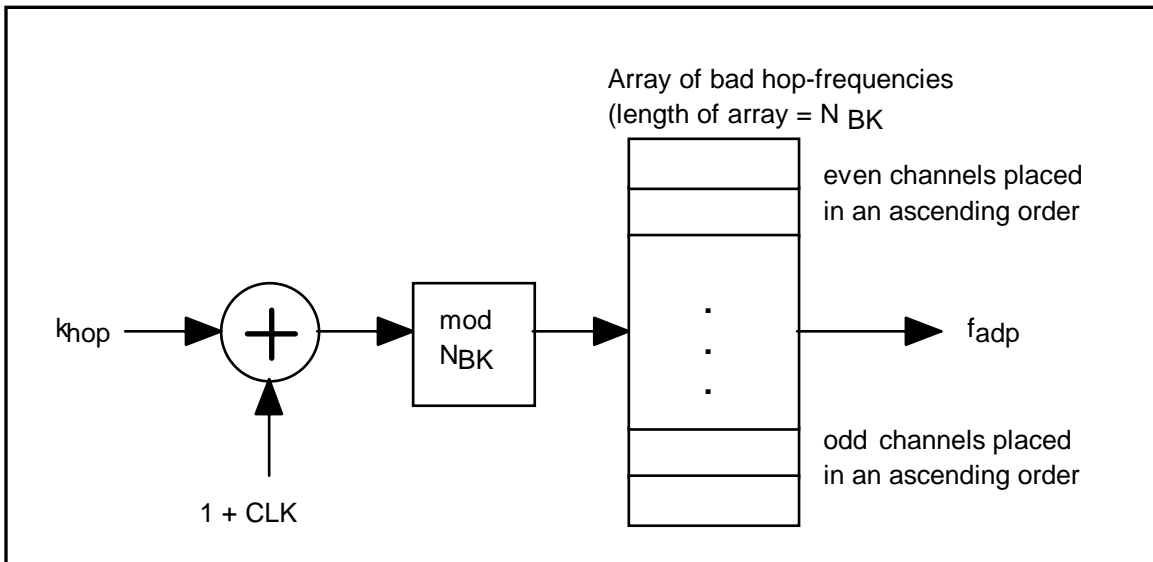 Array of bad hop-frequencies
(length of array = N BK
even channels placed
in an ascending order
khop
+
mod
NBK
.
.
.
fadp
odd channels placed
in an ascending order
1 + CLK